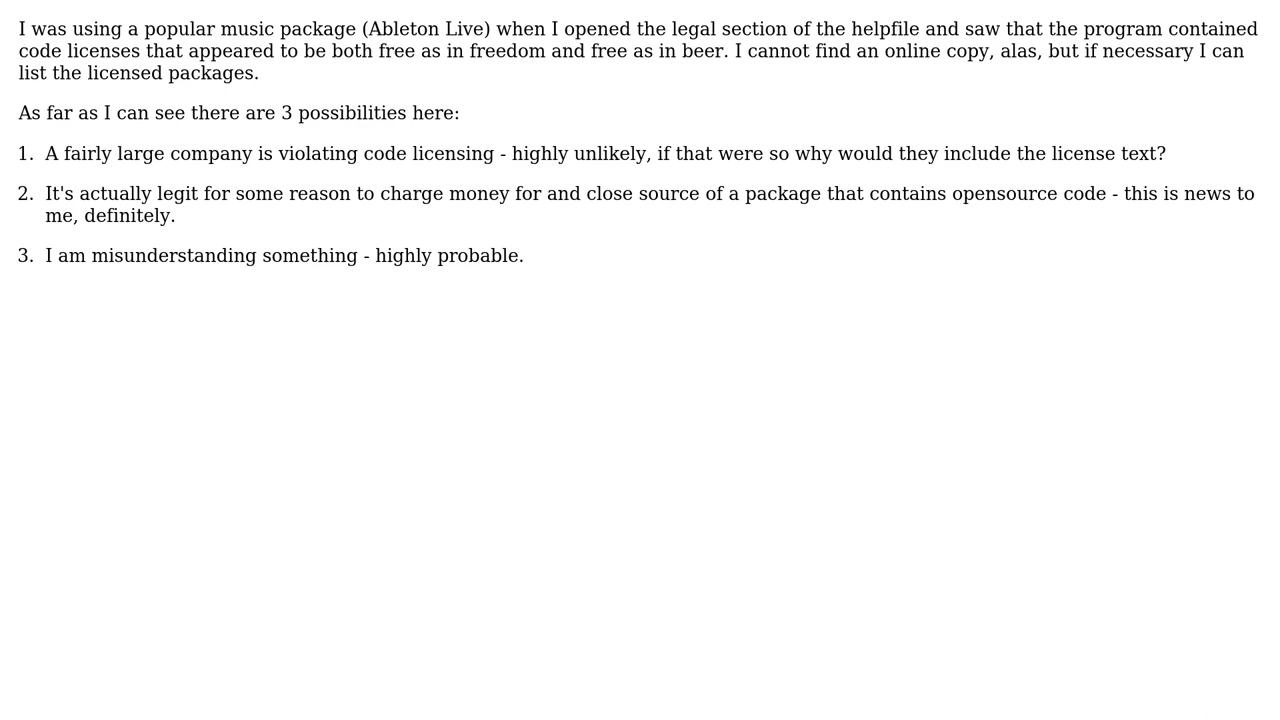 I was using a popular music package (Ableton Live) when I opened the legal section of the helpfile and saw that the program contained
code licenses that appeared to be both free as in freedom and free as in beer. I cannot find an online copy, alas, but if necessary I can
list the licensed packages.
As far as I can see there are 3 possibilities here:
1. A fairly large company is violating code licensing - highly unlikely, if that were so why would they include the license text?
2. It's actually legit for some reason to charge money for and close source of a package that contains opensource code - this is news to
me, definitely.
3. I am misunderstanding something - highly probable.